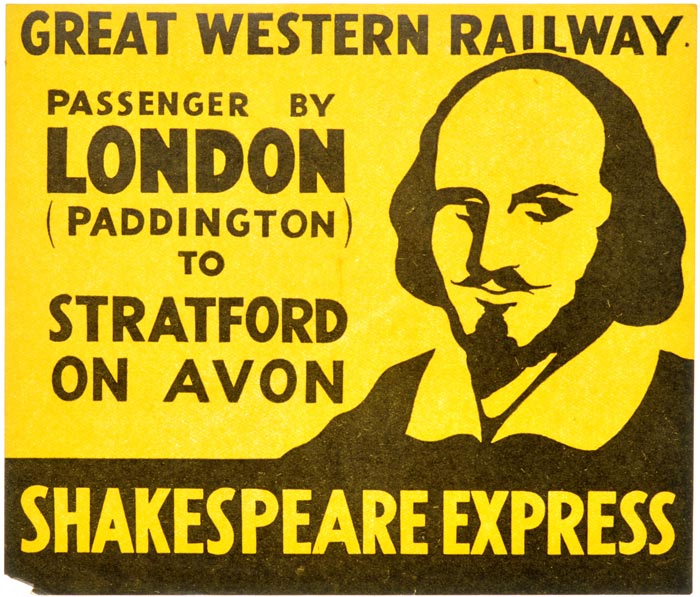 GREAT WESTERN RAILWAY.
PASSENGER BY
LONDON
(PADDINGTON)
TO
STRATFORD
ON AVON
SHAKESPEARE EXPRESS